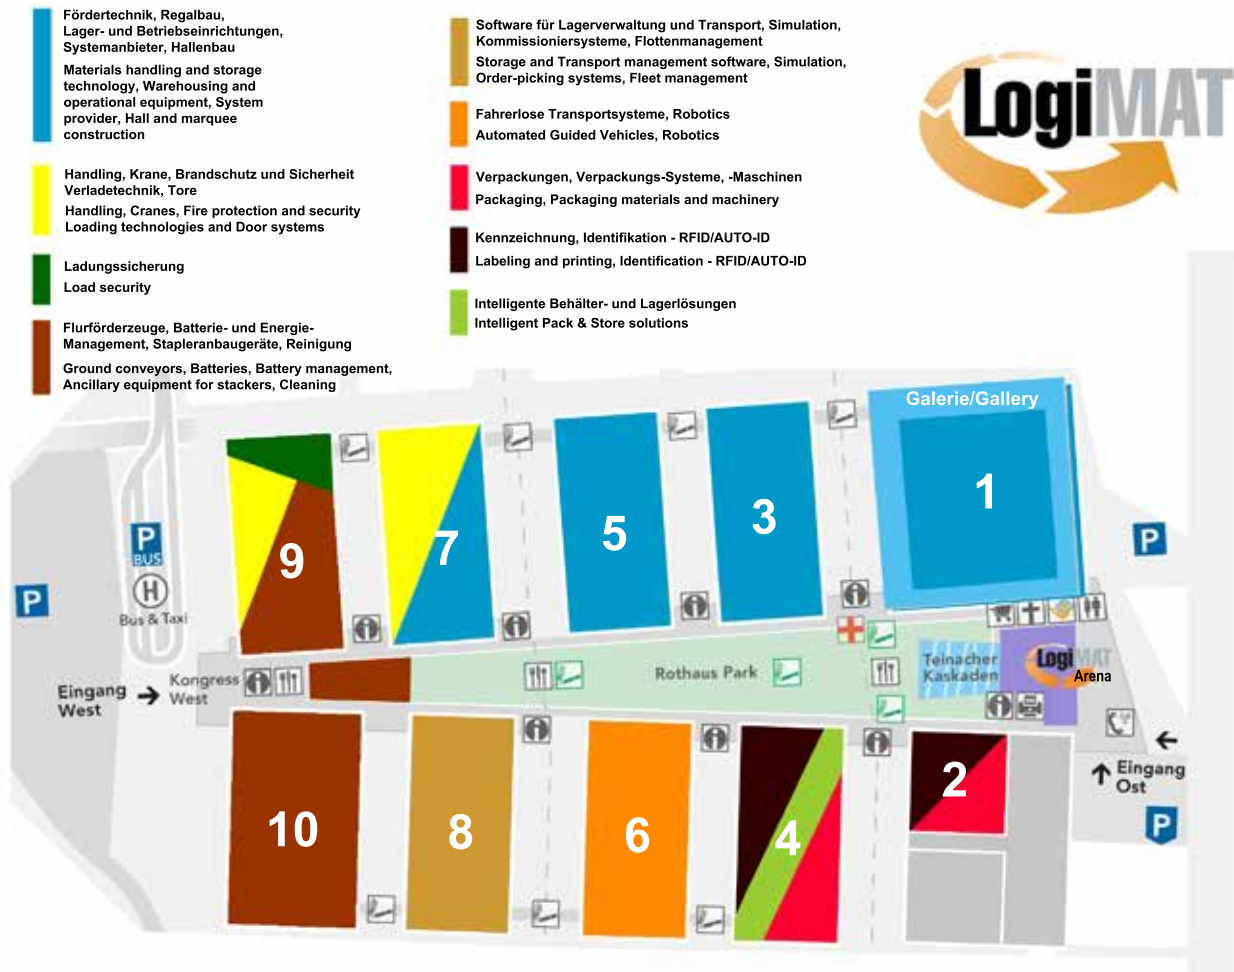 Fördertechnik, Regalbau,
Lager- und Betriebseinrichtungen,
Systemanbieter, Hallenbau
Materials handling and storage
technology, Warehousing and
operational equipment, System
provider, Hall and marquee
construction
Handling, Krane, Brandschutz und Sicherheit
Verladetechnik, Tore
Handling, Cranes, Fire protection and security
Loading technologies and Door systems
Ladungssicherung
Load security
Flurförderzeuge, Batterie- und Energie-
Management, Stapleranbaugeräte, Reinigung
Ground conveyors, Batteries, Battery management,
Ancillary equipment for stackers, Cleaning
Software für Lagerverwaltung und Transport, Simulation,
Kommissioniersysteme, Flottenmanagement
Storage and Transport management software, Simulation,
Order-picking systems, Fleet management
Fahrerlose Transportsysteme, Robotics
Automated Guided Vehicles, Robotics
Verpackungen, Verpackungs-Systeme, -Maschinen
Packaging, Packaging materials and machinery
Kennzeichnung, Identifikation - RFID/AUTO-ID
Labeling and printing, Identification - RFID/AUTO-ID
Intelligente Behälter- und Lagerlösungen
Intelligent Pack & Store solutions
LogiMAT
Galerie/Gallery
1
3
5
7
9
P
BUS
H
Bus & Taxi
P
P
Eingang
West
Kongress
West
Rothaus Park
Teinacher
Kaskaden
LogiMAT
Arena
10
8
6
4
2
Eingang
Ost
P